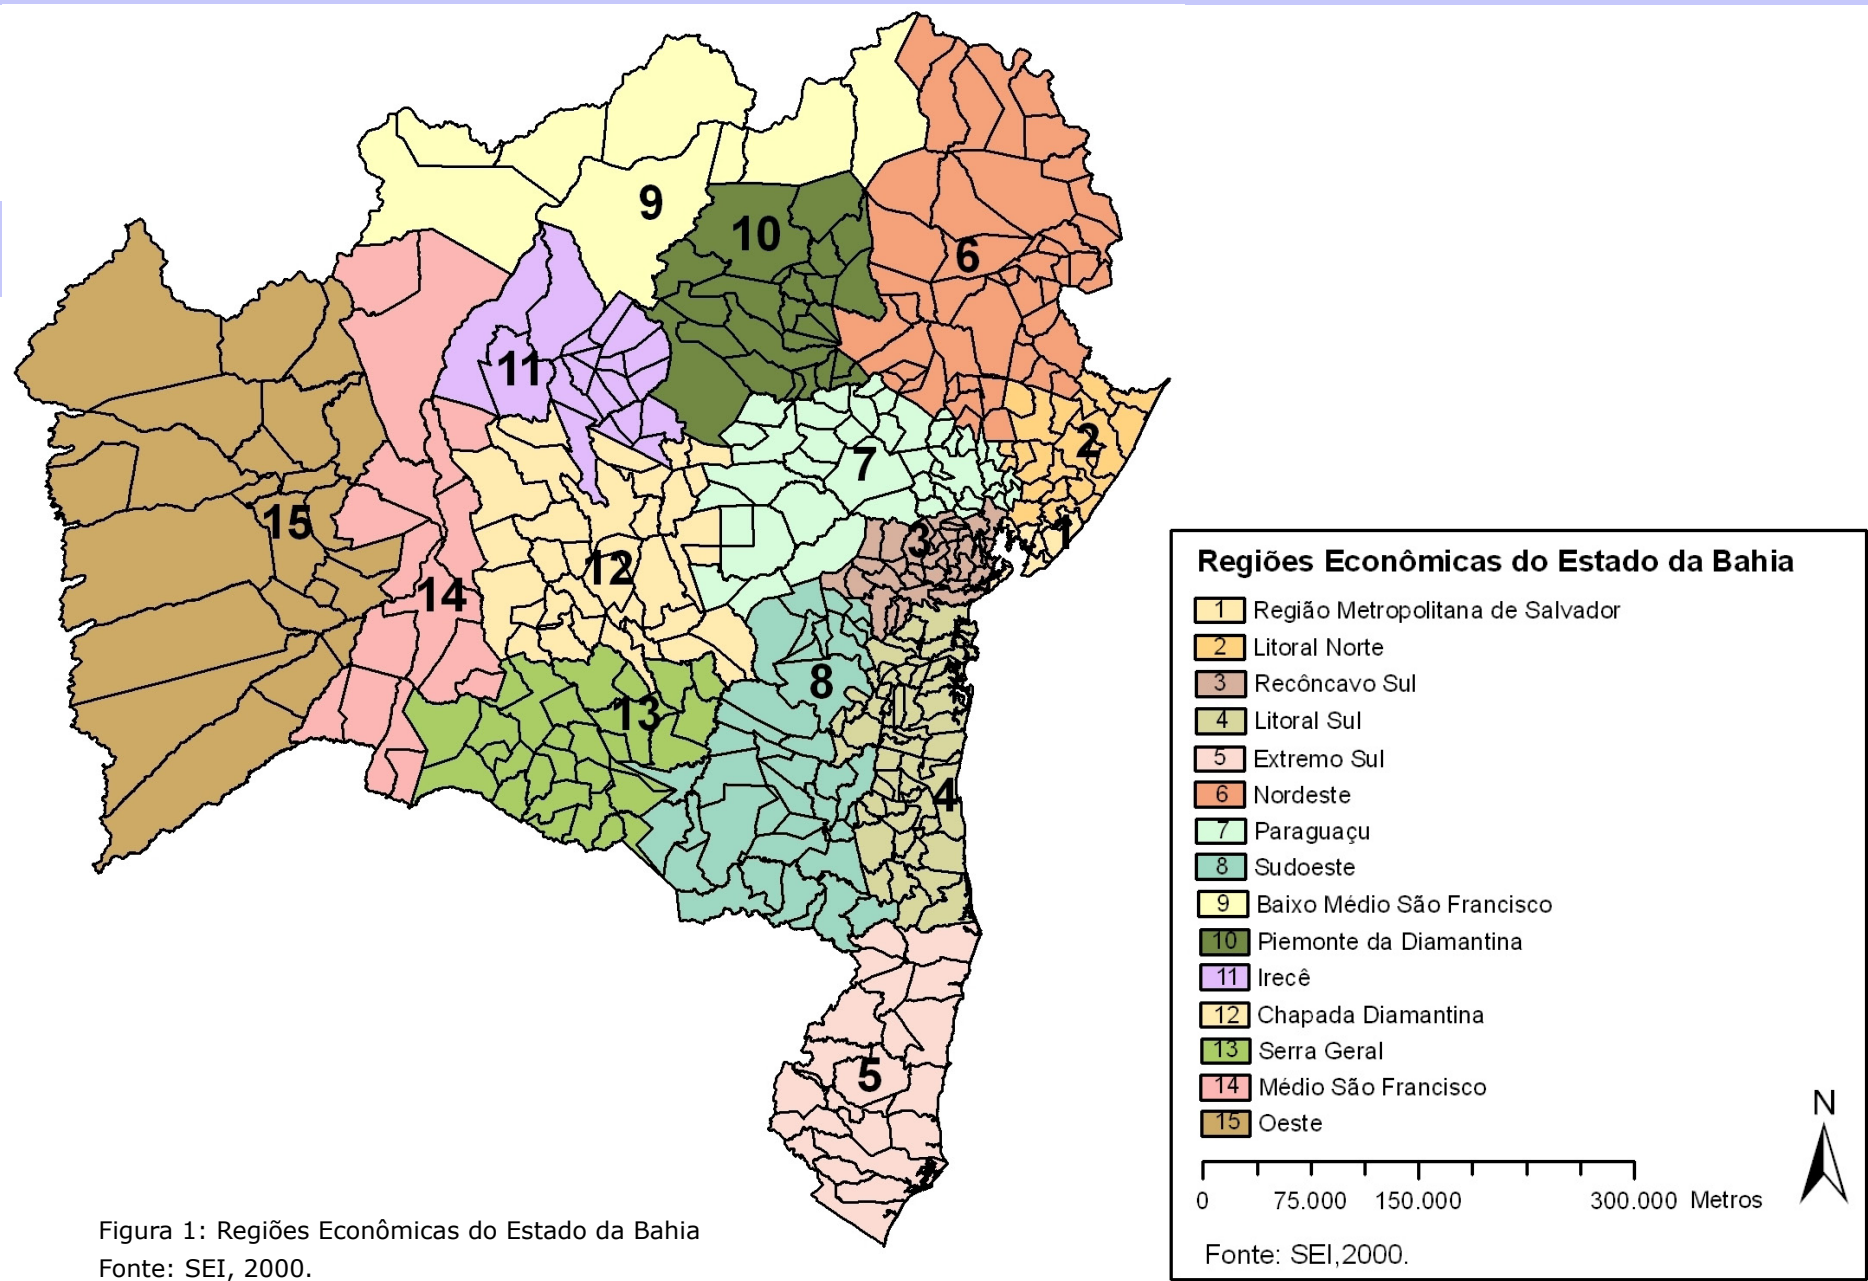 9
10
6
11
2
7
15
1
3
12
14
8
13
4
5
Regiões Econômicas do Estado da Bahia
1 Região Metropolitana de Salvador
2 Litoral Norte
3 Recôncavo Sul
4 Litoral Sul
5 Extremo Sul
6 Nordeste
7 Paraguaçu
8 Sudoeste
9 Baixo Médio São Francisco
10 Piemonte da Diamantina
11 Irecê
12 Chapada Diamantina
13 Serra Geral
14 Médio São Francisco
15 Oeste
N
0 75.000 150.000 300.000 Metros
Fonte: SEI,2000.
Figura 1: Regiões Econômicas do Estado da Bahia
Fonte: SEI, 2000.